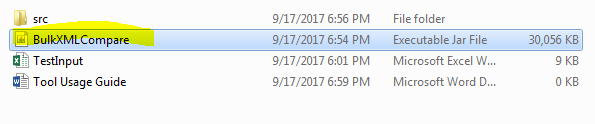 src 9/17/2017 6:56 PM File folder
BulkXMLCompare 9/17/2017 6:54 PM Executable Jar File 30,056 KB
TestInput 9/17/2017 6:01 PM Microsoft Excel W... 9 KB
Tool Usage Guide 9/17/2017 6:59 PM Microsoft Word D... 0 KB